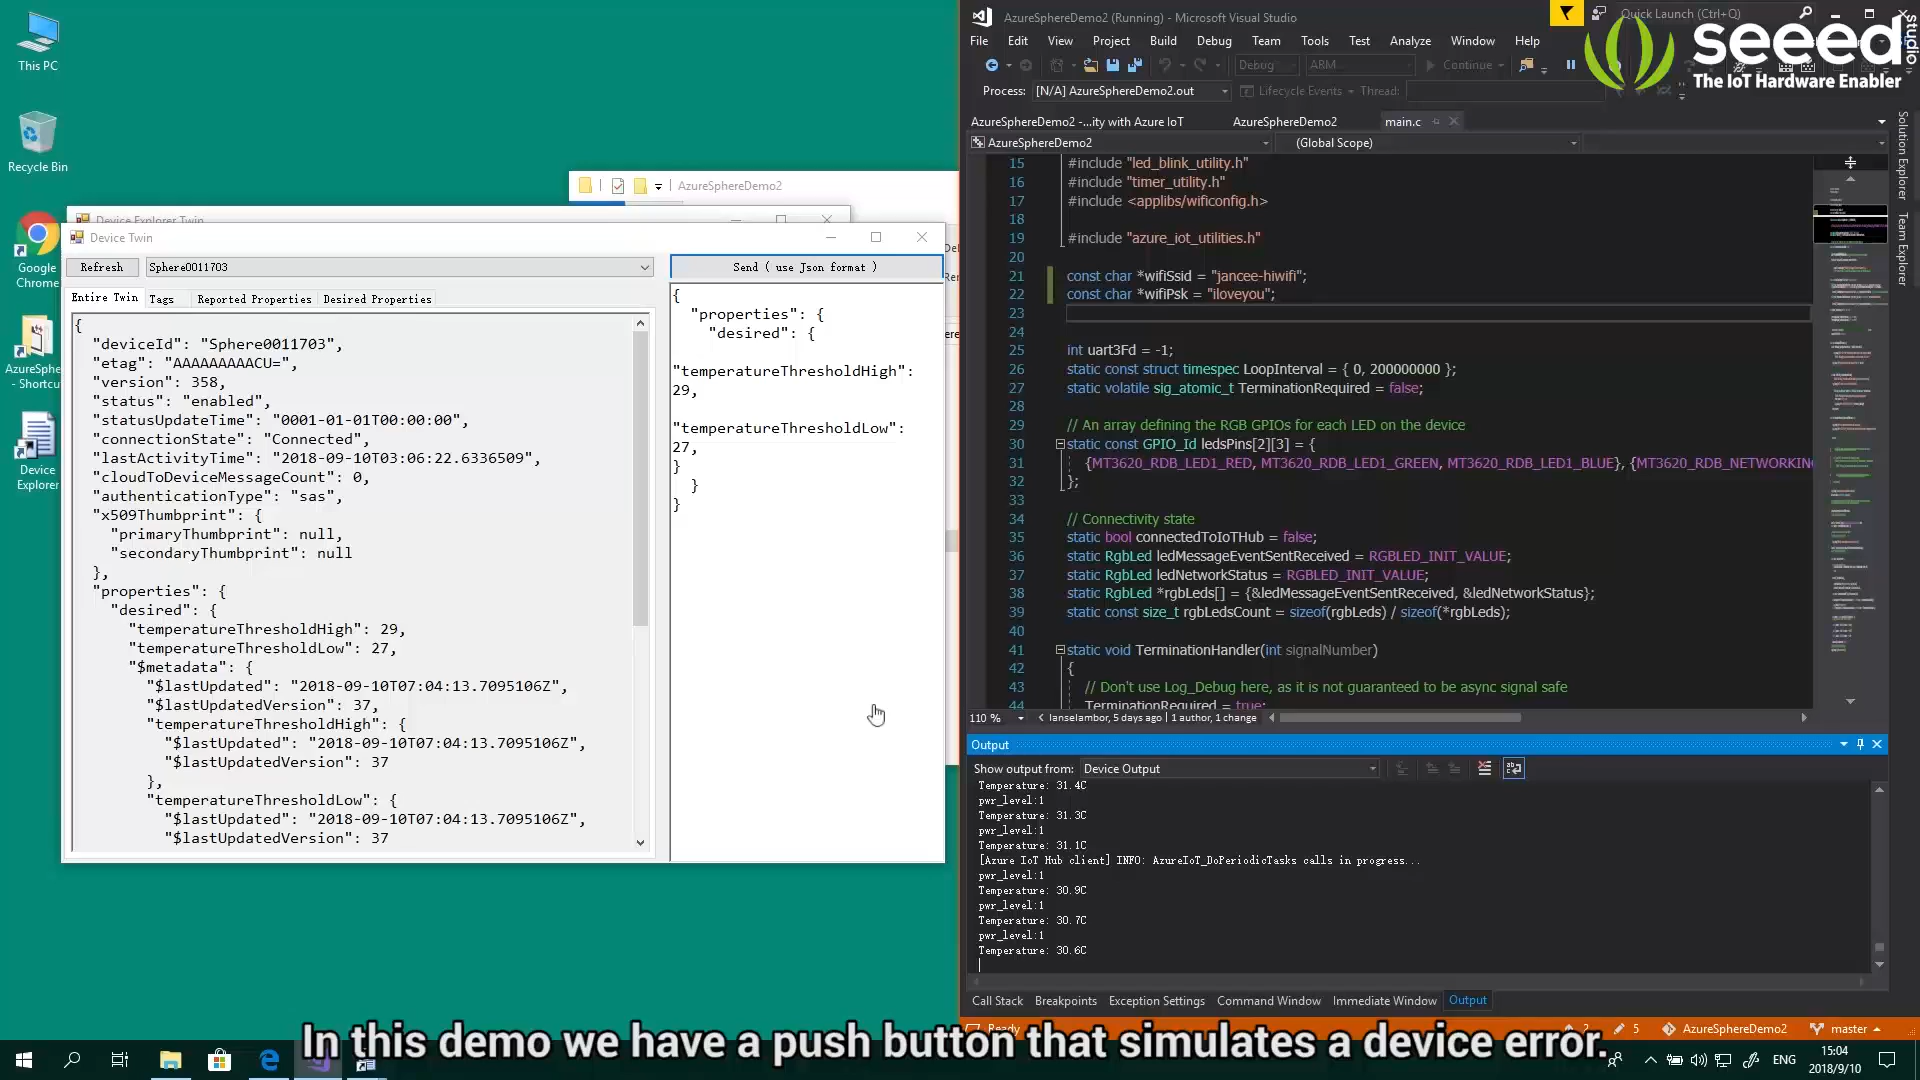 This PC
Recycle Bin
Google
Chrome
AzureSphe...
- Shortcu
Device
Explorer
AzureSphereDemo2
Device Explorer Twin
Device Twin
Refresh
Sphere0011703
Send ( use Json format )
Entire Twin
Tags
Reported Properties
Desired Properties
{
"deviceId": "Sphere0011703",
"etag": "AAAAAAAAACU=",
"version": 358,
"status": "enabled",
"statusUpdateTime": "0001-01-01T00:00:00",
"connectionState": "Connected",
"lastActivityTime": "2018-09-10T03:06:22.6336509",
"cloudToDeviceMessageCount": 0,
"authenticationType": "sas",
"x509Thumbprint": {
"primaryThumbprint": null,
"secondaryThumbprint": null
},
"properties": {
"desired": {
"temperatureThresholdHigh": 29,
"temperatureThresholdLow": 27,
"$metadata": {
"$lastUpdated": "2018-09-10T07:04:13.7095106Z",
"$lastUpdatedVersion": 37,
"temperatureThresholdHigh": {
"$lastUpdated": "2018-09-10T07:04:13.7095106Z",
"$lastUpdatedVersion": 37
},
"temperatureThresholdLow": {
"$lastUpdated": "2018-09-10T07:04:13.7095106Z",
"$lastUpdatedVersion": 37
{
"properties": {
"desired": {
"temperatureThresholdHigh":
29,
"temperatureThresholdLow":
27,
}
}
}
AzureSphereDemo2 (Running) - Microsoft Visual Studio
Quick Launch (Ctrl+Q)
seeed studio
The IoT Hardware Enabler
File Edit View Project Build Debug Team Tools Test Analyze Window Help
Debug ARM Continue
Process: [N/A] AzureSphereDemo2.out Lifecycle Events Thread:
AzureSphereDemo2 -...ity with Azure IoT AzureSphereDemo2 main.c
AzureSphereDemo2 (Global Scope)
Solution Explorer
Team Explorer
15 #include "led_blink_utility.h"
16 #include "timer_utility.h"
17 #include <applibs/wificonfig.h>
18
19 #include "azure_iot_utilities.h"
20
21 const char *wifiSsid = "jancee-hiwifi";
22 const char *wifiPsk = "iloveyou";
23
24
25 int uart3Fd = -1;
26 static const struct timespec LoopInterval = { 0, 200000000 };
27 static volatile sig_atomic_t TerminationRequired = false;
28
29 // An array defining the RGB GPIOs for each LED on the device
30 static const GPIO_Id ledsPins[2][3] = {
31 {MT3620_RDB_LED1_RED, MT3620_RDB_LED1_GREEN, MT3620_RDB_LED1_BLUE}, {MT3620_RDB_NETWORKING
32 };
33
34 // Connectivity state
35 static bool connectedToIoTHub = false;
36 static RgbLed ledMessageEventSentReceived = RGBLED_INIT_VALUE;
37 static RgbLed ledNetworkStatus = RGBLED_INIT_VALUE;
38 static RgbLed *rgbLeds[] = {&ledMessageEventSentReceived, &ledNetworkStatus};
39 static const size_t rgbLedsCount = sizeof(rgbLeds) / sizeof(*rgbLeds);
40
41 static void TerminationHandler(int signalNumber)
42 {
43 // Don't use Log_Debug here, as it is not guaranteed to be async signal safe
44 TerminationRequired = true;
110 % lanselambor, 5 days ago | 1 author, 1 change
Output
Show output from: Device Output
Temperature: 31.4C
pwr_level:1
Temperature: 31.3C
pwr_level:1
Temperature: 31.1C
[Azure IoT Hub client] INFO: AzureIoT_DoPeriodicTasks calls in progress...
pwr_level:1
Temperature: 30.9C
pwr_level:1
Temperature: 30.7C
pwr_level:1
Temperature: 30.6C
Call Stack Breakpoints Exception Settings Command Window Immediate Window Output
Ready 2 5 AzureSphereDemo2 master
In this demo we have a push button that simulates a device error.
ENG
15:04
2018/9/10